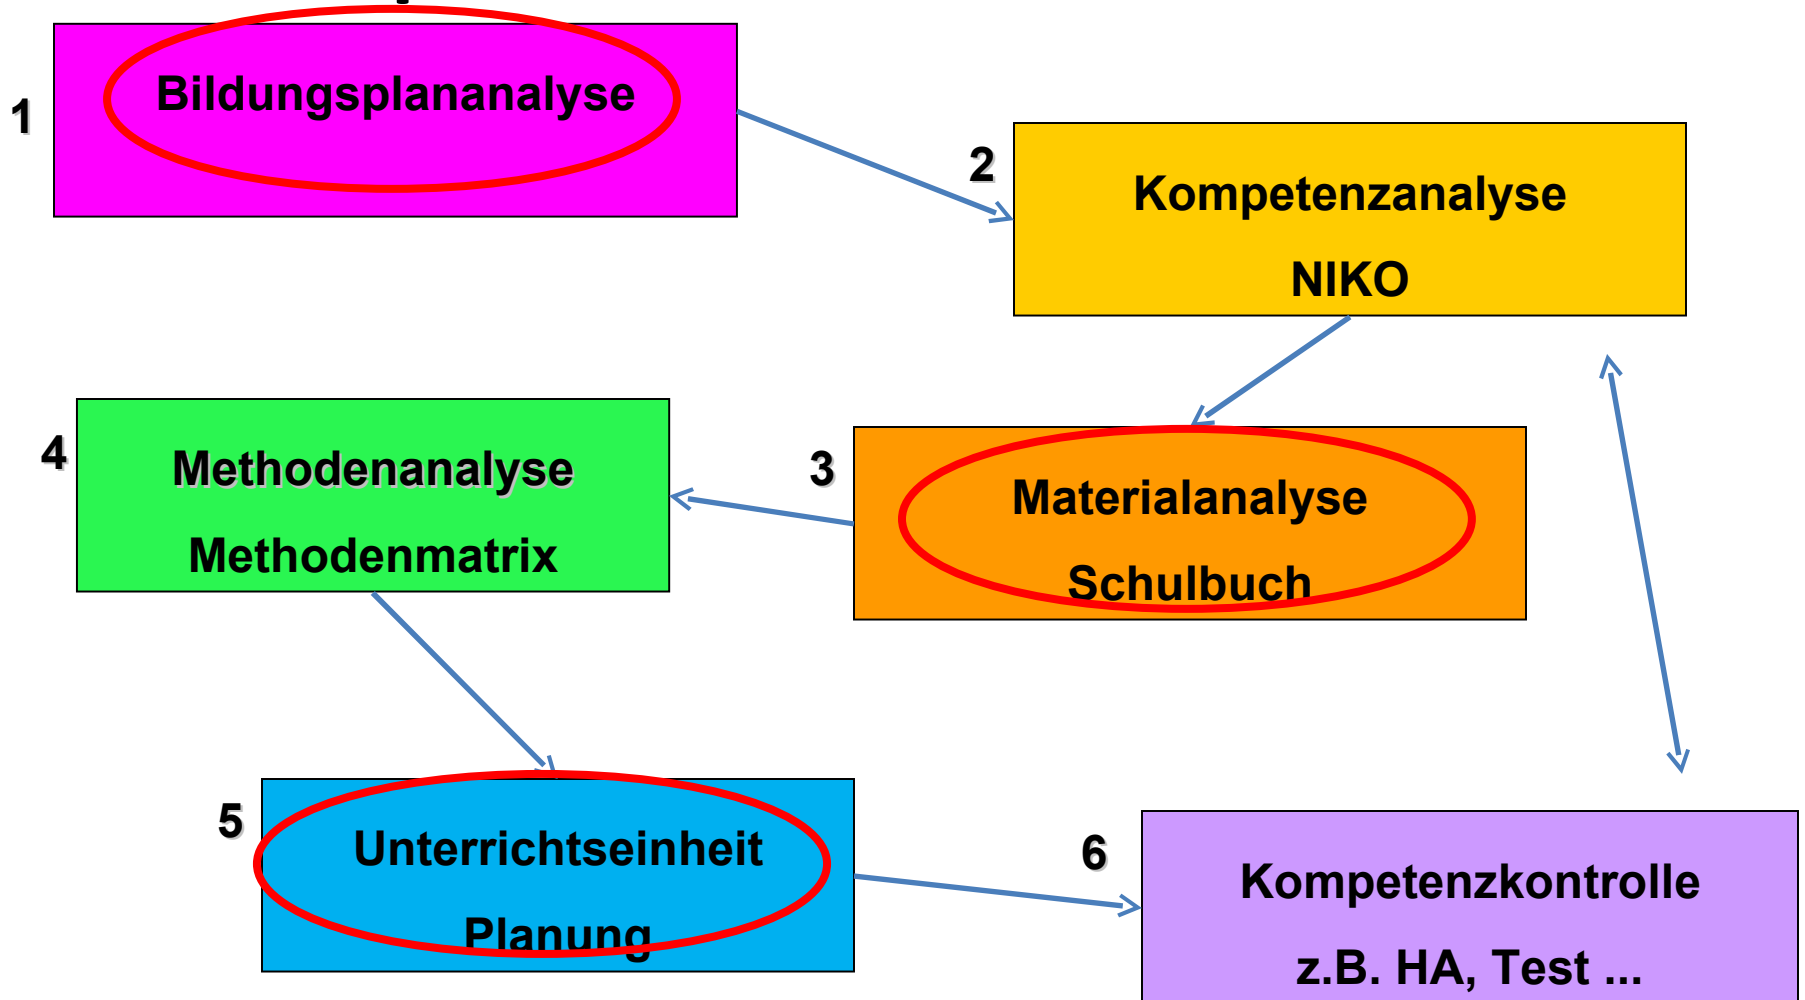 1
Bildungsplananalyse
2
Kompetenzanalyse
NIKO
3
Materialanalyse
Schulbuch
4
Methodenanalyse
Methodenmatrix
5
Unterrichtseinheit
Planung
6
Kompetenzkontrolle
z.B. HA, Test ...